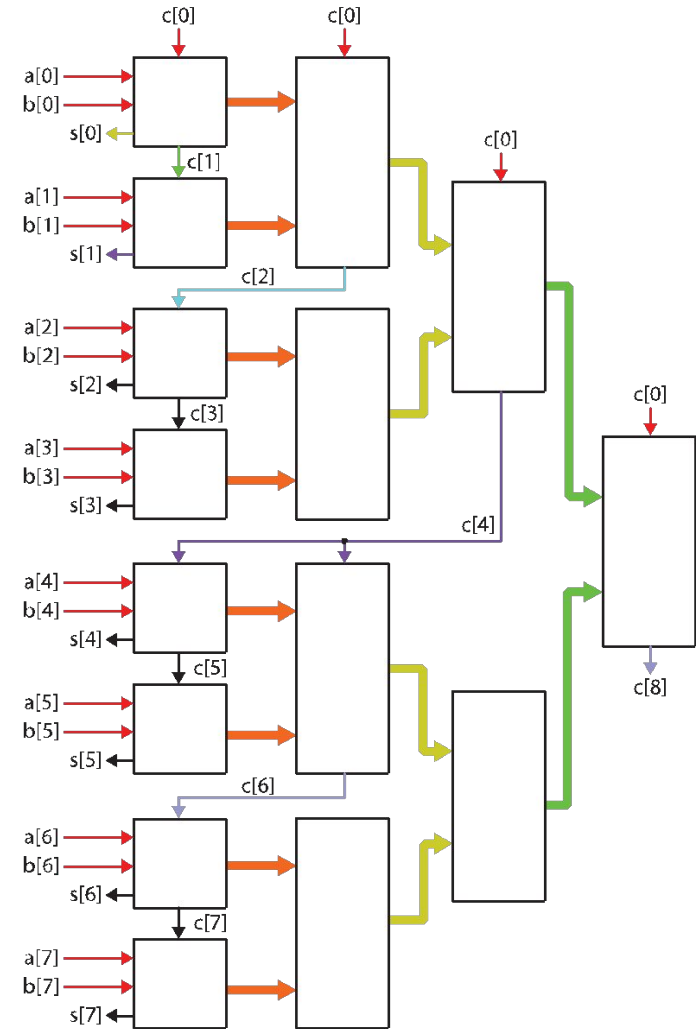 c[0]
c[0]
a[0]
b[0]
s[0]
c[1]
c[0]
a[1]
b[1]
s[1]
c[2]
a[2]
b[2]
s[2]
c[3]
c[0]
a[3]
b[3]
s[3]
c[4]
a[4]
b[4]
s[4]
c[5]
c[8]
a[5]
b[5]
s[5]
c[6]
a[6]
b[6]
s[6]
c[7]
a[7]
b[7]
s[7]